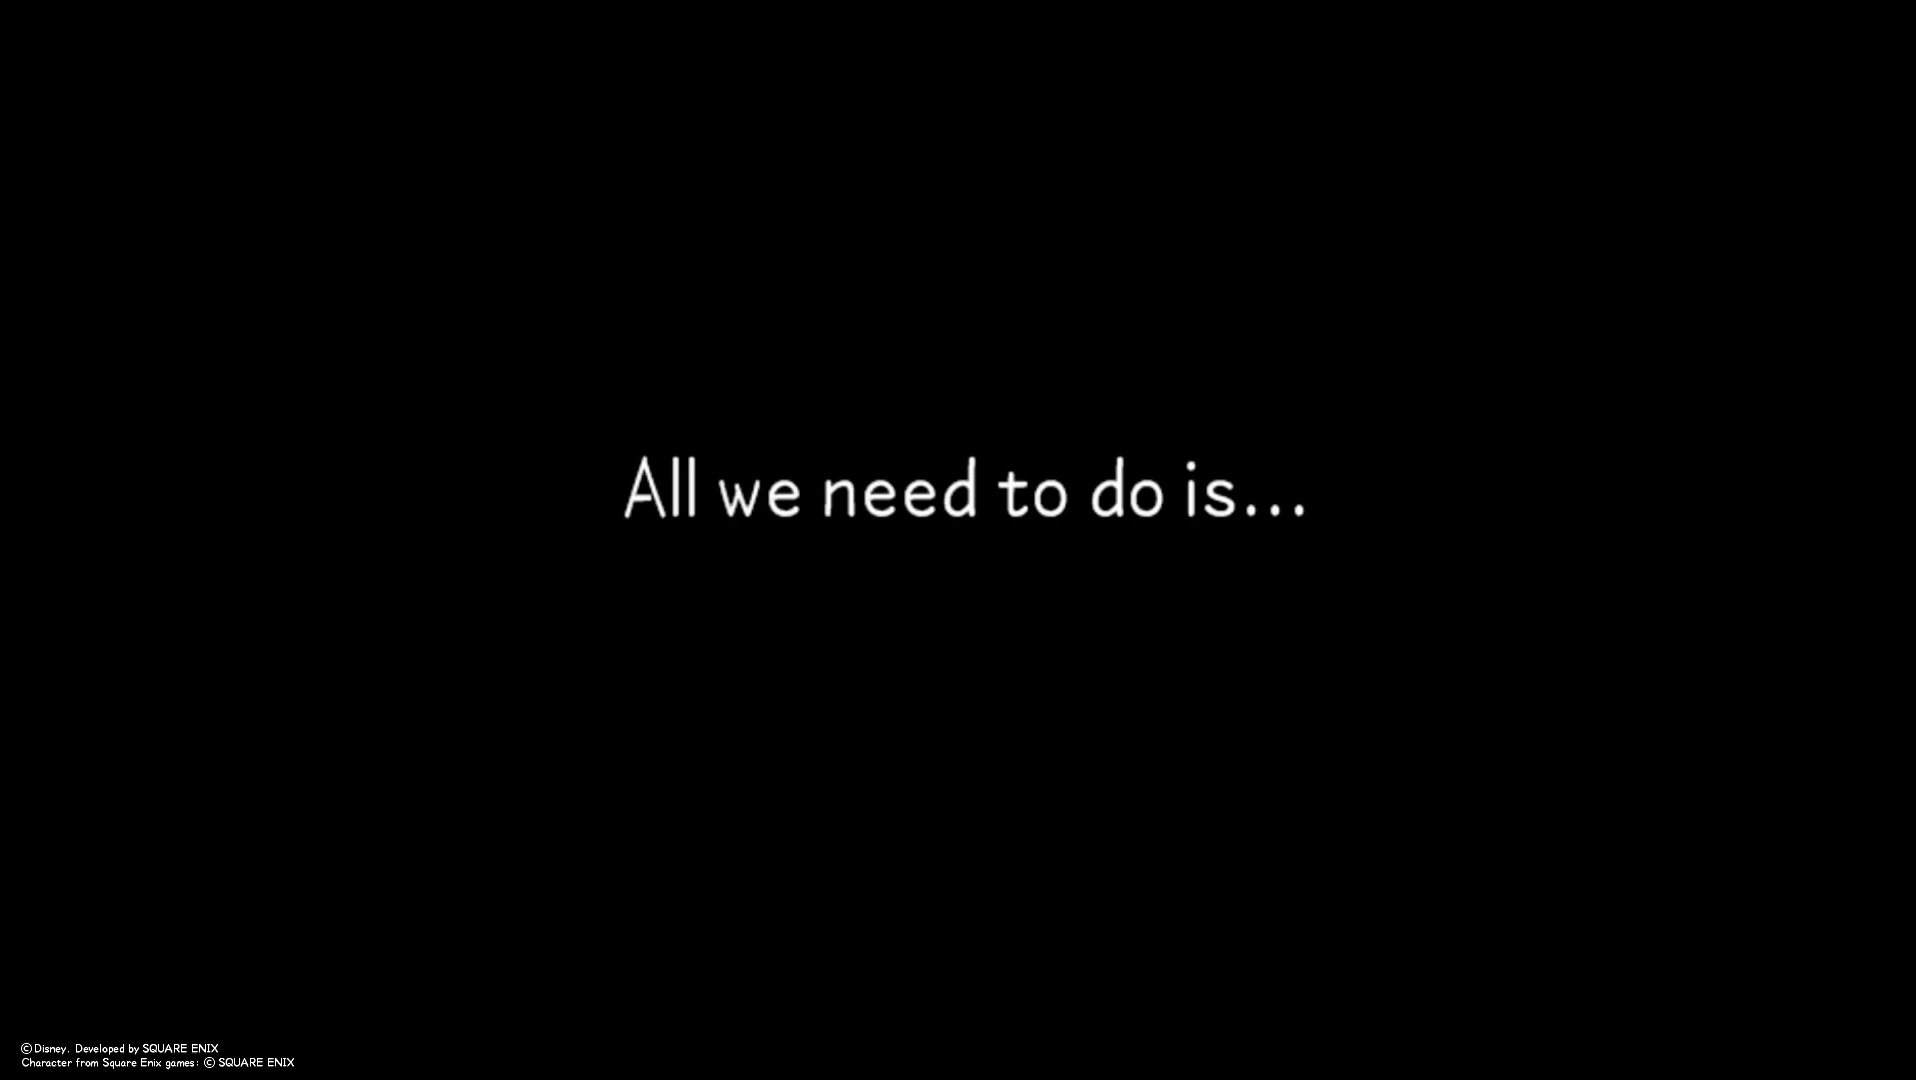 All we need to do is...
©Disney. Developed by SQUARE ENIX
Character from Square Enix games: © SQUARE ENIX